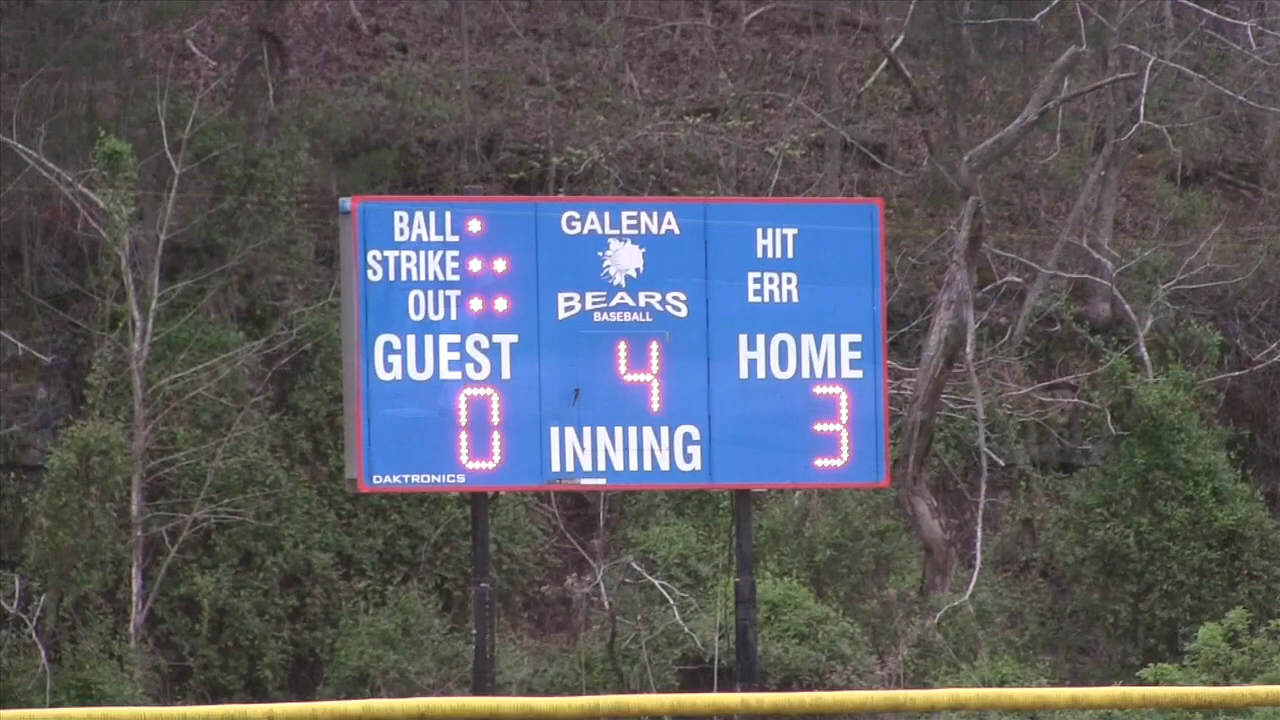 BALL
STRIKE
OUT
GUEST
0
DAKTRONICS
GALENA
BEARS
BASEBALL
4
INNING
HIT
ERR
HOME
3